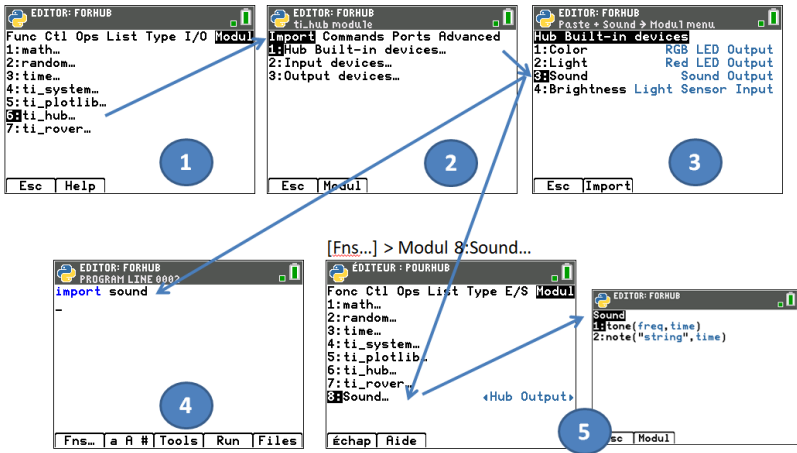 EDITOR: FORHUB
Func Ctl Ops List Type I/O Modul
1:math…
2:random…
3:time…
4:ti_system…
5:ti_plotlib…
6:ti_hub…
7:ti_rover…
1
Esc Help
EDITOR: FORHUB
ti_hub module
Import Commands Ports Advanced
1:Hub Built-in devices…
2:Input devices…
3:Output devices…
2
Esc Modul
EDITOR: FORHUB
Paste + Sound → Modul menu
Hub Built-in devices
1:Color RGB LED Output
2:Light Red LED Output
3:Sound Sound Output
4:Brightness Light Sensor Input
3
Esc Import
EDITOR: FORHUB
PROGRAM LINE 0002
import sound
4
Fns… a A # Tools Run Files
[Fns…] > Modul 8:Sound…
ÉDITEUR : POURHUB
Fonc Ctl Ops List Type E/S Modul
1:math…
2:random…
3:time…
4:ti_system…
5:ti_plotlib…
6:ti_hub…
7:ti_rover…
8:Sound… ◂Hub Output▸
échap Aide
EDITOR: FORHUB
Sound
1:tone(freq,time)
2:note("string",time)
5
Modul